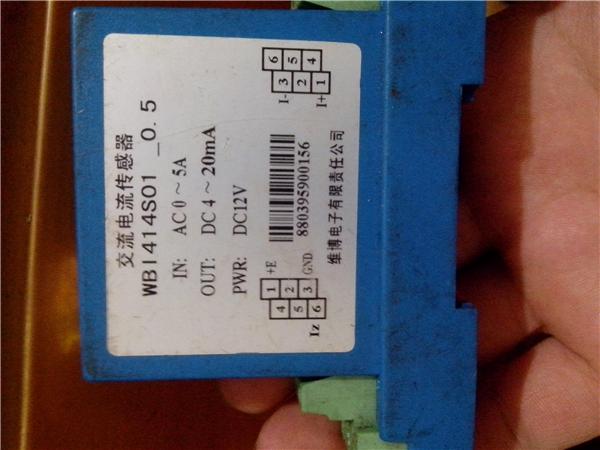 交流电流传感器
WBI414S01 _0.5
IN: AC 0 ~ 5A
OUT: DC 4 ~ 20mA
PWR: DC12V
4 1 +E
5 2
Iz 6 3 GND
880395900156
I- 3 6
2 5
I+ 1 4
维博电子有限责任公司